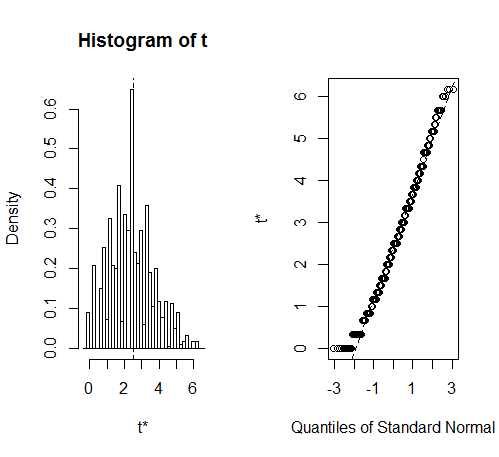 Histogram of t
Density
0.0 0.1 0.2 0.3 0.4 0.5 0.6
0 2 4 6
t*
t*
0 1 2 3 4 5 6
-3 -1 1 3
Quantiles of Standard Normal